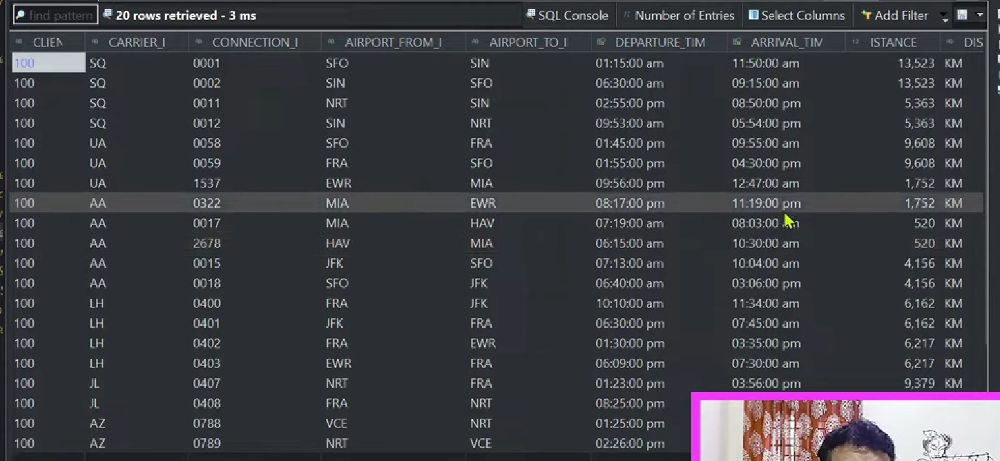 find pattern 20 rows retrieved - 3 ms SQL Console Number of Entries Select Columns Add Filter
CLIEN CARRIER_I CONNECTION_I AIRPORT_FROM_I AIRPORT_TO_I DEPARTURE_TIM ARRIVAL_TIM ISTANCE DIS
100 SQ 0001 SFO SIN 01:15:00 am 11:50:00 am 13,523 KM
100 SQ 0002 SIN SFO 06:30:00 am 09:15:00 am 13,523 KM
100 SQ 0011 NRT SIN 02:55:00 pm 08:50:00 pm 5,363 KM
100 SQ 0012 SIN NRT 09:53:00 am 05:54:00 pm 5,363 KM
100 UA 0058 SFO FRA 01:45:00 pm 09:55:00 am 9,608 KM
100 UA 0059 FRA SFO 01:55:00 pm 04:30:00 pm 9,608 KM
100 UA 1537 EWR MIA 09:56:00 pm 12:47:00 am 1,752 KM
100 AA 0322 MIA EWR 08:17:00 pm 11:19:00 pm 1,752 KM
100 AA 0017 MIA HAV 07:19:00 am 08:03:00 520 KM
100 AA 2678 HAV MIA 06:15:00 am 10:30:00 am 520 KM
100 AA 0015 JFK SFO 07:13:00 am 10:04:00 am 4,156 KM
100 AA 0018 SFO JFK 06:40:00 am 03:06:00 pm 4,156 KM
100 LH 0400 FRA JFK 10:10:00 am 11:34:00 am 6,162 KM
100 LH 0401 JFK FRA 06:30:00 pm 07:45:00 am 6,162 KM
100 LH 0402 FRA EWR 01:30:00 pm 03:35:00 pm 6,217 KM
100 LH 0403 EWR FRA 06:09:00 pm 07:30:00 am 6,217 KM
100 JL 0407 NRT FRA 01:23:00 pm 03:56:00 pm 9,379 KM
100 JL 0408 FRA NRT 08:25:00 pm
100 AZ 0788 VCE NRT 01:25:00 pm
100 AZ 0789 NRT VCE 02:26:00 pm